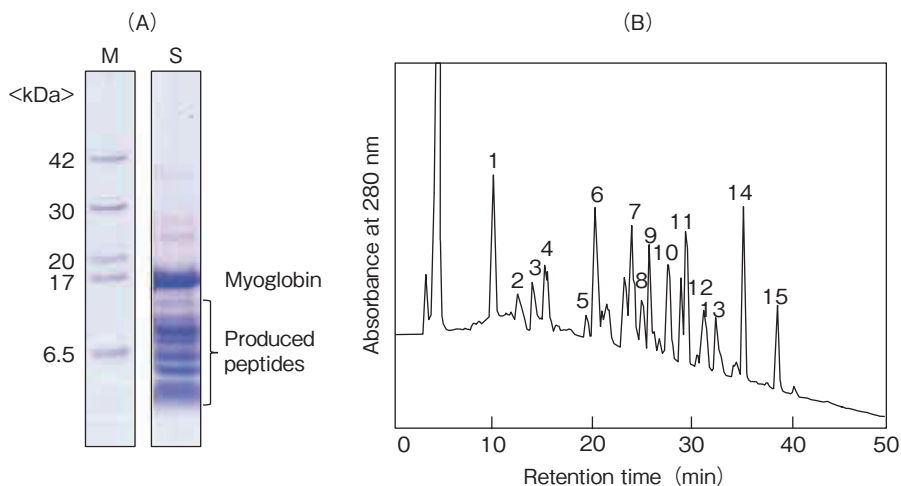 (A)
M S
<kDa>
42
30
20
17
6.5
Myoglobin
Produced
peptides
(B)
Absorbance at 280 nm
1
2
3
4
5
6
7
8
9
10
11
12
13
14
15
0 10 20 30 40 50
Retention time (min)